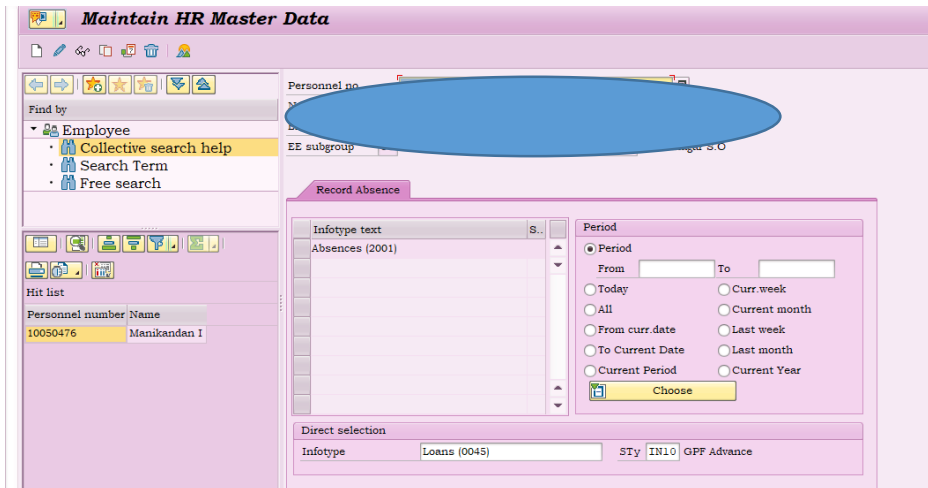 Maintain HR Master Data
Personnel no
Find by
Employee
Collective search help
EE subgroup
S.O
Search Term
Free search
Record Absence
Infotype text S..
Period
Absences (2001)
Period
From To
Hit list
Today Curr.week
Personnel number Name
All Current month
10050476 Manikandan I
From curr.date Last week
To Current Date Last month
Current Period Current Year
Choose
Direct selection
Infotype Loans (0045) STy IN10 GPF Advance